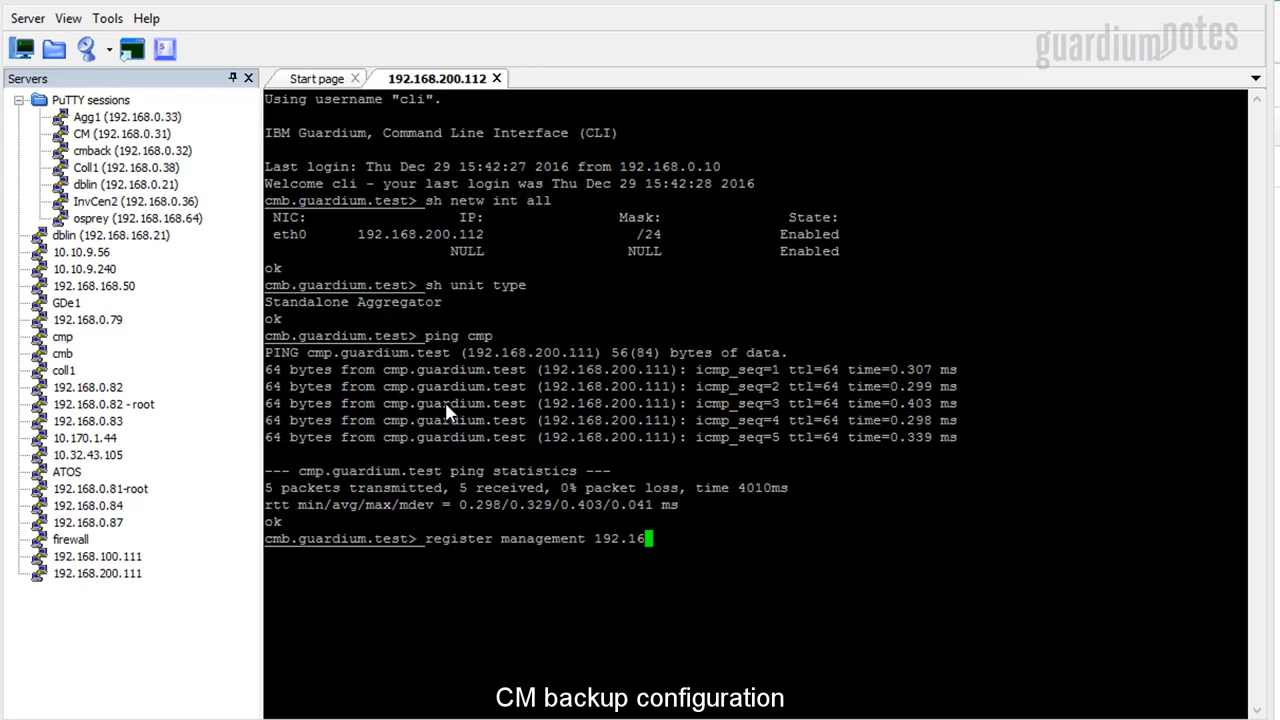 Server View Tools Help
guardiumnotes
Servers
Start page
192.168.200.112
PuTTY sessions
Agg1 (192.168.0.33)
CM (192.168.0.31)
cmback (192.168.0.32)
Coll1 (192.168.0.38)
dblin (192.168.0.21)
InvCen2 (192.168.0.36)
osprey (192.168.168.64)
dblin (192.168.168.21)
10.10.9.56
10.10.9.240
192.168.168.50
GDe1
192.168.0.79
cmp
cmb
coll1
192.168.0.82
192.168.0.82 - root
192.168.0.83
10.170.1.44
10.32.43.105
ATOS
192.168.0.81-root
192.168.0.84
192.168.0.87
firewall
192.168.100.111
192.168.200.111
Using username "cli".
IBM Guardium, Command Line Interface (CLI)
Last login: Thu Dec 29 15:42:27 2016 from 192.168.0.10
Welcome cli - your last login was Thu Dec 29 15:42:28 2016
cmb.guardium.test> sh netw int all
NIC: IP: Mask: State:
eth0 192.168.200.112 /24 Enabled
NULL NULL Enabled
ok
cmb.guardium.test> sh unit type
Standalone Aggregator
ok
cmb.guardium.test> ping cmp
PING cmp.guardium.test (192.168.200.111) 56(84) bytes of data.
64 bytes from cmp.guardium.test (192.168.200.111): icmp_seq=1 ttl=64 time=0.307 ms
64 bytes from cmp.guardium.test (192.168.200.111): icmp_seq=2 ttl=64 time=0.299 ms
64 bytes from cmp.guardium.test (192.168.200.111): icmp_seq=3 ttl=64 time=0.403 ms
64 bytes from cmp.guardium.test (192.168.200.111): icmp_seq=4 ttl=64 time=0.298 ms
64 bytes from cmp.guardium.test (192.168.200.111): icmp_seq=5 ttl=64 time=0.339 ms
--- cmp.guardium.test ping statistics ---
5 packets transmitted, 5 received, 0% packet loss, time 4010ms
rtt min/avg/max/mdev = 0.298/0.329/0.403/0.041 ms
ok
cmb.guardium.test> register management 192.16
CM backup configuration